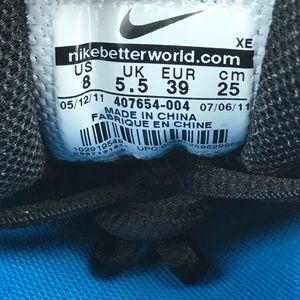 XE
nikebetterworld.com
US UK EUR cm
8 5.5 39 25
05/12/11 407654-004 07/06/11
MADE IN CHINA
FABRIQUE EN CHINE